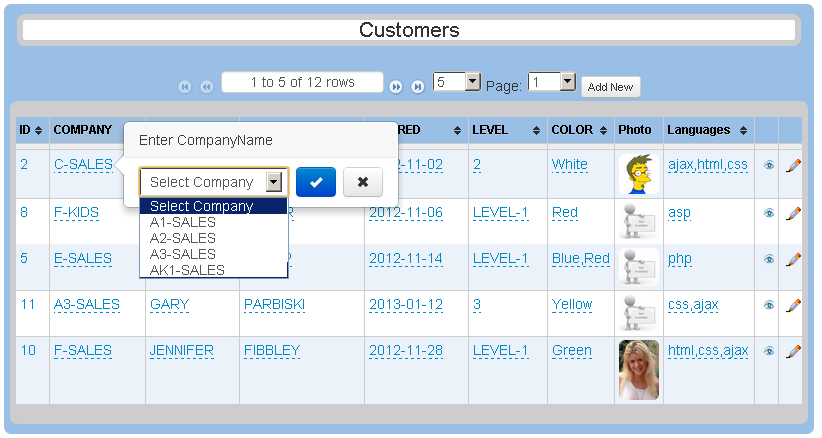 Customers
1 to 5 of 12 rows 5 Page: 1 Add New
ID COMPANY RED LEVEL COLOR Photo Languages
Enter CompanyName
2 C-SALES 2-11-02 2 White ajax,html,css
Select Company
Select Company
A1-SALES
A2-SALES
A3-SALES
AK1-SALES
8 F-KIDS R 2012-11-06 LEVEL-1 Red asp
5 E-SALES P 2012-11-14 LEVEL-1 Blue,Red php
11 A3-SALES GARY PARBISKI 2013-01-12 3 Yellow css,ajax
10 F-SALES JENNIFER FIBBLEY 2012-11-28 LEVEL-1 Green html,css,ajax